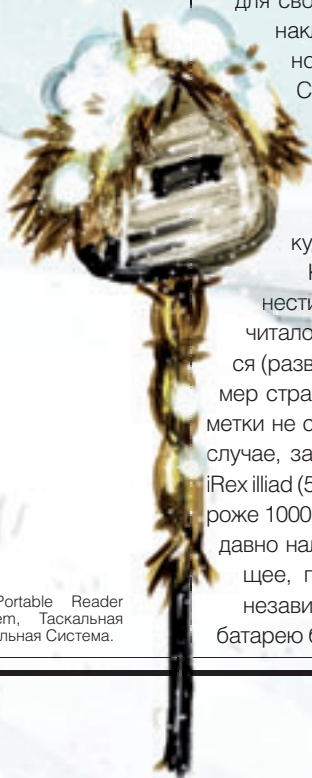 для сво
накл
но
С
ку
нести
читало
ся (разв
мер стра
метки не с
случае, за
iRex illiad (5
роже 1000
давно нал
щее, п
незави
батарею б
Portable Reader
em, Таскальная
льная Система.